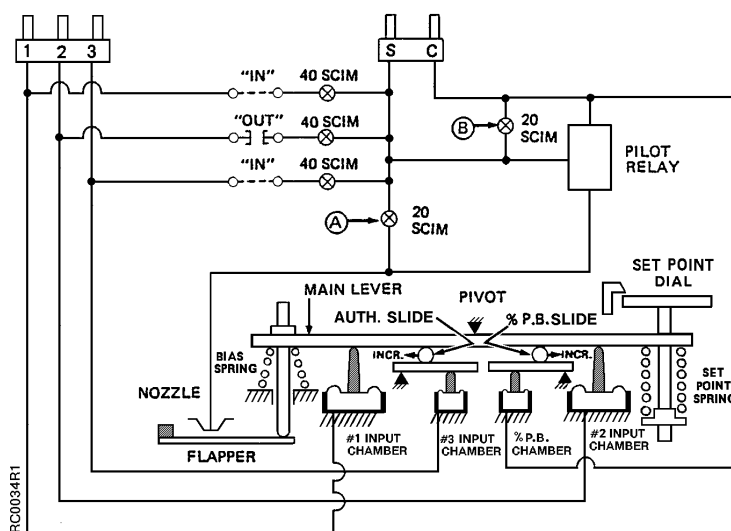 1 2 3
S C
"IN" 40 SCIM
"OUT" 40 SCIM
B 20 SCIM
PILOT RELAY
"IN" 40 SCIM
A 20 SCIM
SET POINT DIAL
MAIN LEVER
PIVOT
AUTH. SLIDE
% P.B. SLIDE
BIAS SPRING
INCR.
INCR.
SET POINT SPRING
NOZZLE
FLAPPER
#1 INPUT CHAMBER
#3 INPUT CHAMBER
% P.B. CHAMBER
#2 INPUT CHAMBER
RC0034R1